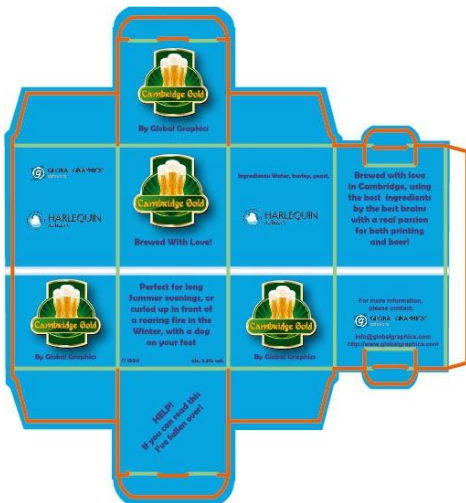 Cambridge Gold
By Global Graphics
GLOBAL GRAPHICS
HARLEQUIN
Cambridge Gold
Brewed With Love!
Ingredients: Water, barley, yeast,
HARLEQUIN
Brewed with love
in Cambridge, using
the best ingredients
by the best brains
with a real passion
for both printing
and beer!
Cambridge Gold
By Global Graphics
Perfect for long
Summer evenings, or
curled up in front of
a roaring fire in the
Winter, with a dog
on your feet
Cambridge Gold
By Global Graphics
For more information,
please contact:
GLOBAL GRAPHICS
info@globalgraphics.com
http://www.globalgraphics.com
HELP!
If you can read this
I've fallen over!